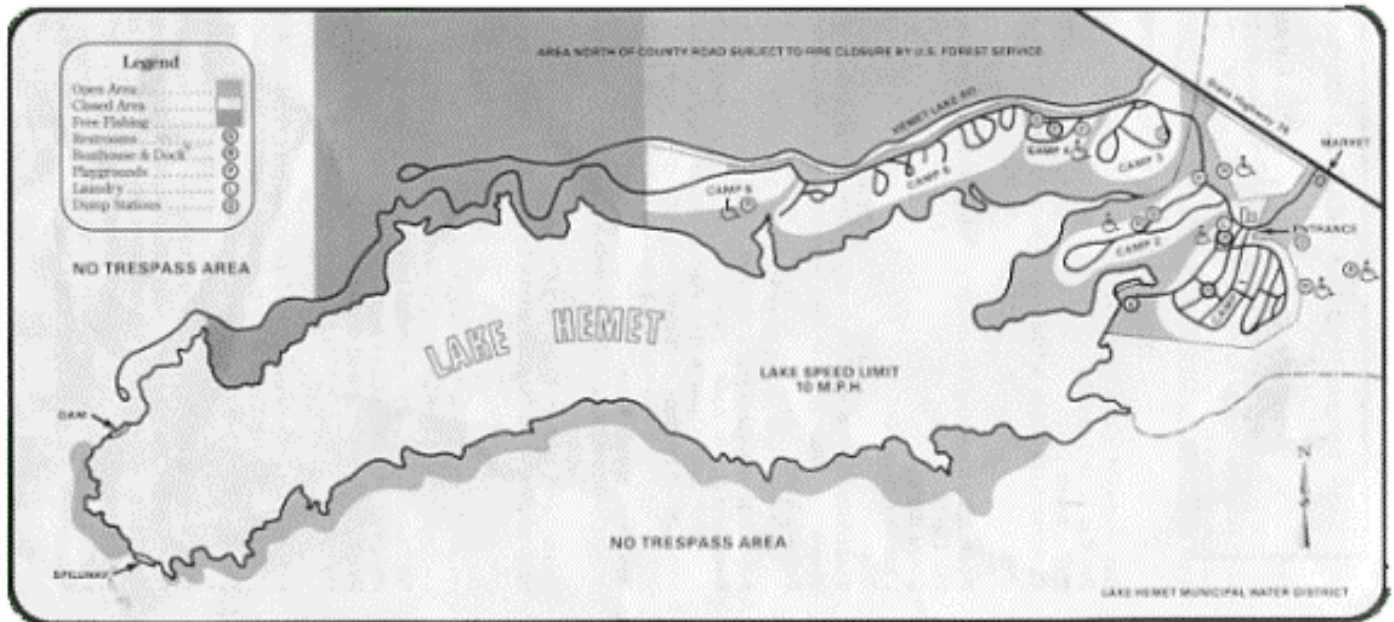 Legend
Open Area
Closed Area
Free Fishing
Restrooms
Boathouse & Dock
Playgrounds
Laundry
Dump Stations
AREA NORTH OF COUNTY ROAD SUBJECT TO FIRE CLOSURE BY U.S. FOREST SERVICE
State Highway 74
HEMET LAKE RD
MARKET
CAMP 4
CAMP 3
CAMP 6
CAMP 2
ENTRANCE
NO TRESPASS AREA
LAKE HEMET
LAKE SPEED LIMIT
10 M.P.H.
DAM
N
NO TRESPASS AREA
SPILLWAY
LAKE HEMET MUNICIPAL WATER DISTRICT